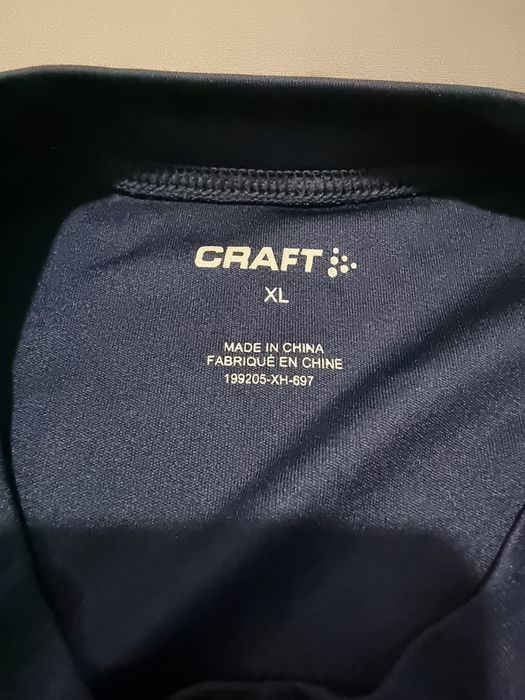 CRAFT
XL
MADE IN CHINA
FABRIQUÉ EN CHINE
199205-XH-697